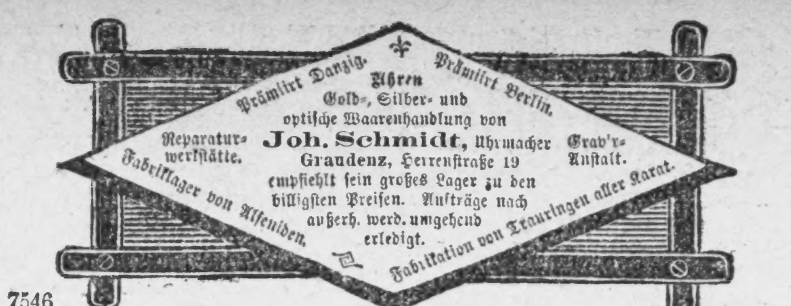 Prämiirt Danzig.
Prämiirt Berlin.
Uhren
Gold-, Silber- und
optische Waarenhandlung von
Joh. Schmidt, Uhrmacher
Graudenz, Herrenstraße 19
empfiehlt sein großes Lager zu den
billigsten Preisen. Aufträge nach
außerh. werd. umgehend
erledigt.
Reparatur-
werkstätte.
Grav'r-
Anstalt.
Fabriklager von Alfeniden.
Fabrikation von Trauringen aller Karat.
7546